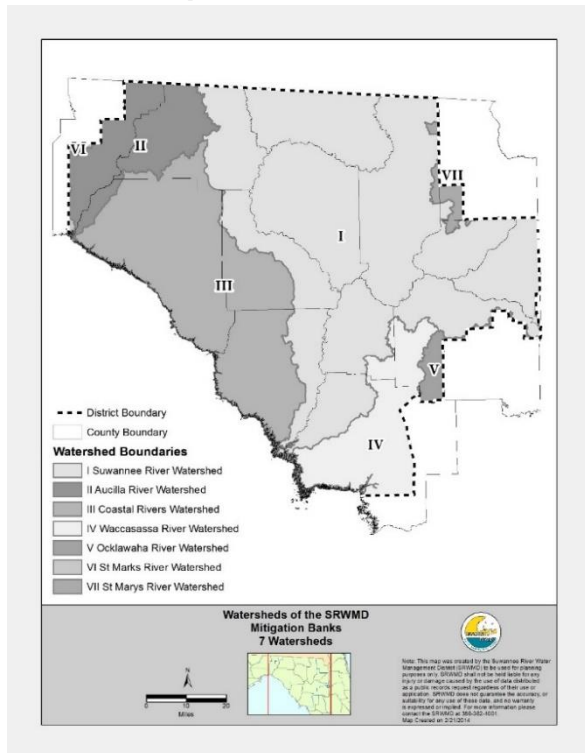 VI
II
VII
I
III
V
IV
District Boundary
County Boundary
Watershed Boundaries
I Suwannee River Watershed
II Aucilla River Watershed
III Coastal Rivers Watershed
IV Waccasassa River Watershed
V Ocklawaha River Watershed
VI St Marks River Watershed
VII St Marys River Watershed
Watersheds of the SRWMD
Mitigation Banks
7 Watersheds
N
0
10
20
Miles
Note: This map was created by the Suwannee River Water
Management District (SRWMD) to be used for planning
purposes only. SRWMD shall not be held liable for any
injury or damage caused by the use of data distributed
as a public records request regardless of their use or
application. SRWMD does not guarantee the accuracy, or
suitability for any use of these data, and no warranty
is expressed or implied. For more information please
contact the SRWMD at 386-362-1001.
Map Created on 2/21/2014